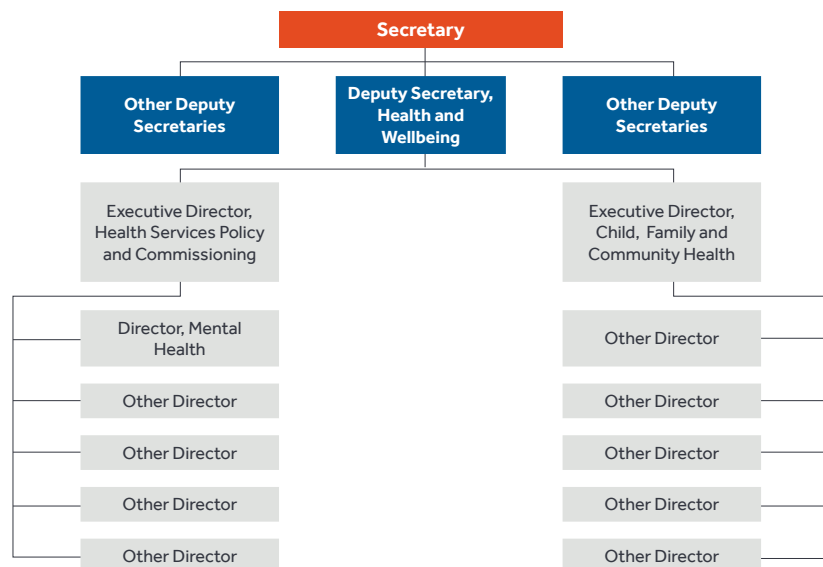 Secretary
Other Deputy
Secretaries
Deputy Secretary,
Health and
Wellbeing
Other Deputy
Secretaries
Executive Director,
Health Services Policy
and Commissioning
Executive Director,
Child, Family and
Community Health
Director, Mental
Health
Other Director
Other Director
Other Director
Other Director
Other Director
Other Director
Other Director
Other Director
Other Director